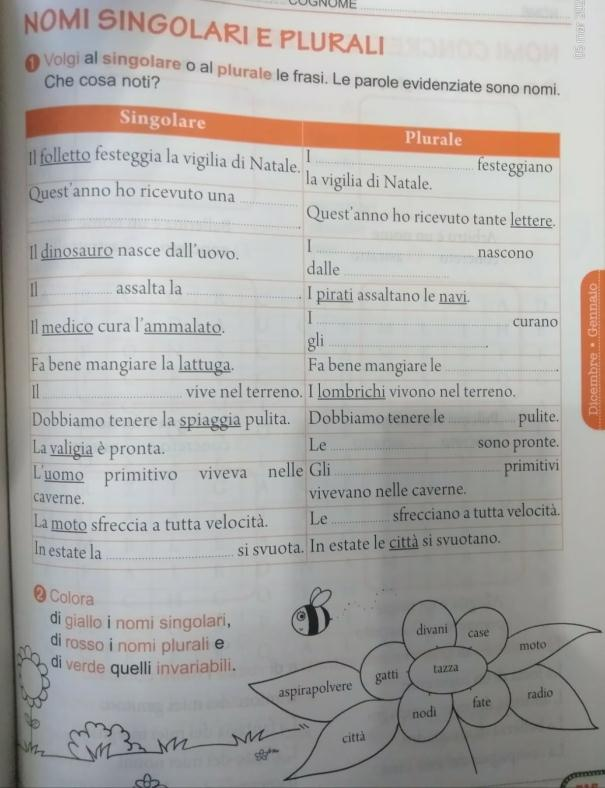 COGNOME
NOMI SINGOLARI E PLURALI
1 Volgi al singolare o al plurale le frasi. Le parole evidenziate sono nomi.
Che cosa noti?
Singolare
Plurale
Il folletto festeggia la vigilia di Natale.
I ........ festeggiano
la vigilia di Natale.
Quest'anno ho ricevuto una ........
........
Quest'anno ho ricevuto tante lettere.
Il dinosauro nasce dall'uovo.
I ........ nascono
dalle ........
Il ........ assalta la ........
I pirati assaltano le navi.
Il medico cura l'ammalato.
I ........ curano
gli ........
Fa bene mangiare la lattuga.
Fa bene mangiare le ........
Il ........ vive nel terreno.
I lombrichi vivono nel terreno.
Dobbiamo tenere la spiaggia pulita.
Dobbiamo tenere le ........ pulite.
La valigia è pronta.
Le ........ sono pronte.
L'uomo primitivo viveva nelle
caverne.
Gli ........ primitivi
vivevano nelle caverne.
La moto sfreccia a tutta velocità.
Le ........ sfrecciano a tutta velocità.
In estate la ........ si svuota.
In estate le città si svuotano.
Dicembre • Gennaio
2 Colora
di giallo i nomi singolari,
di rosso i nomi plurali e
di verde quelli invariabili.
divani
case
moto
gatti
tazza
aspirapolvere
radio
nodi
fate
città